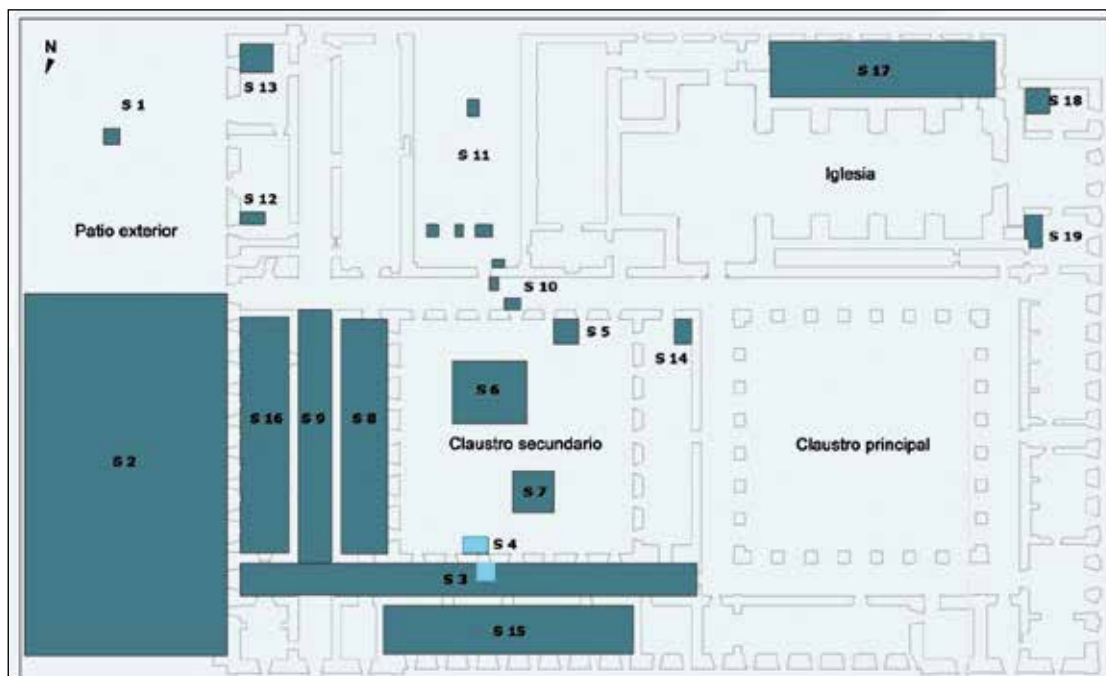 N
S 1
S 13
S 12
Patio exterior
S 11
S 17
S 18
Iglesia
S 19
S 10
S 5
S 14
S 6
S 16
S 9
S 8
Claustro secundario
Claustro principal
S 2
S 7
S 4
S 3
S 15